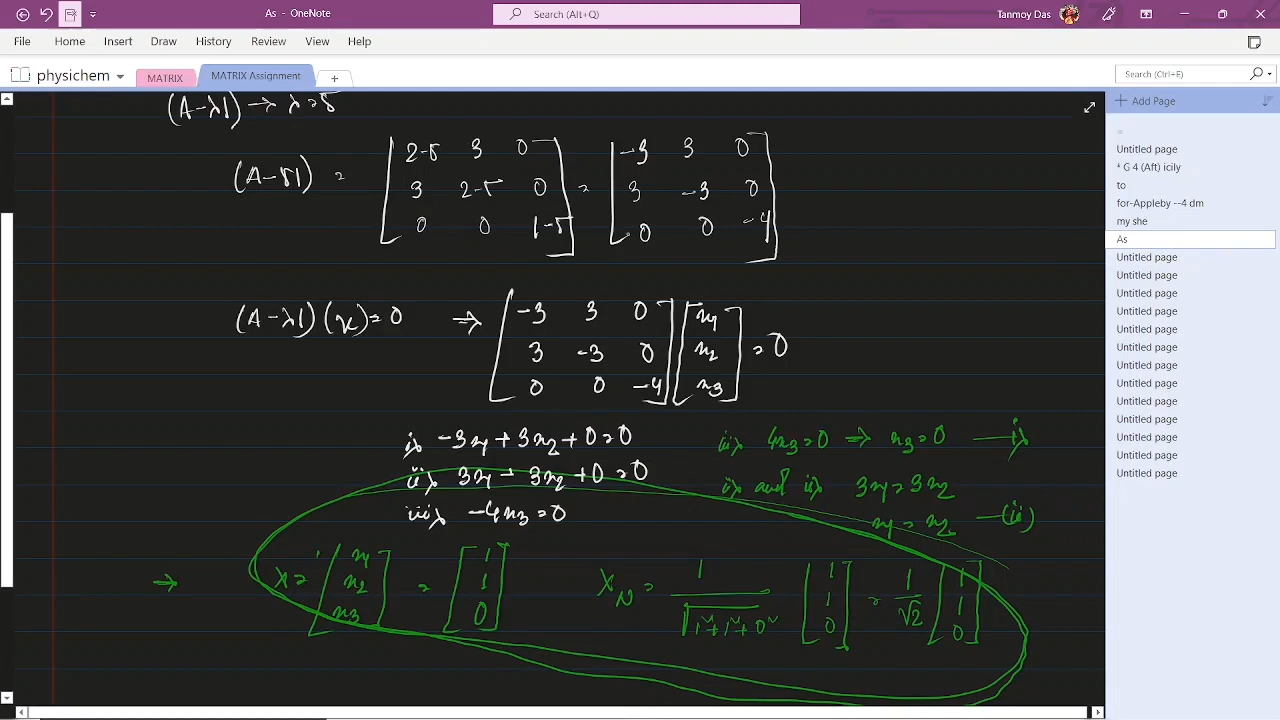 As - OneNote
Search (Alt+Q)
Tanmoy Das
File Home Insert Draw History Review View Help
physichem MATRIX MATRIX Assignment +
Search (Ctrl+E)
Add Page
Untitled page
* G 4 (Aft) icily
to
for-Appleby --4 dm
my she
As
Untitled page
Untitled page
Untitled page
Untitled page
Untitled page
Untitled page
Untitled page
Untitled page
Untitled page
Untitled page
Untitled page
Untitled page
Untitled page
(A-λI) → λ=5
(A-5I) = [2-5 3 0 = [-3 3 0
3 2-5 0 3 -3 0
0 0 1-5] 0 0 -4]
(A-λI)(x)=0 ⇒ [-3 3 0] [x1
3 -3 0 x2 = 0
0 0 -4] x3]
i> -3x1+3x2+0=0
ii> 3x1-3x2+0=0
iii> -4x3=0
iii> 4x3=0 ⇒ x3=0 —i>
i> and ii> 3x1=3x2
x1=x2 —(ii)
⇒ X= [x1 x2 x3] = [1 1 0]
XN = 1/√1²+1²+0² [1 1 0] = 1/√2 [1 1 0]